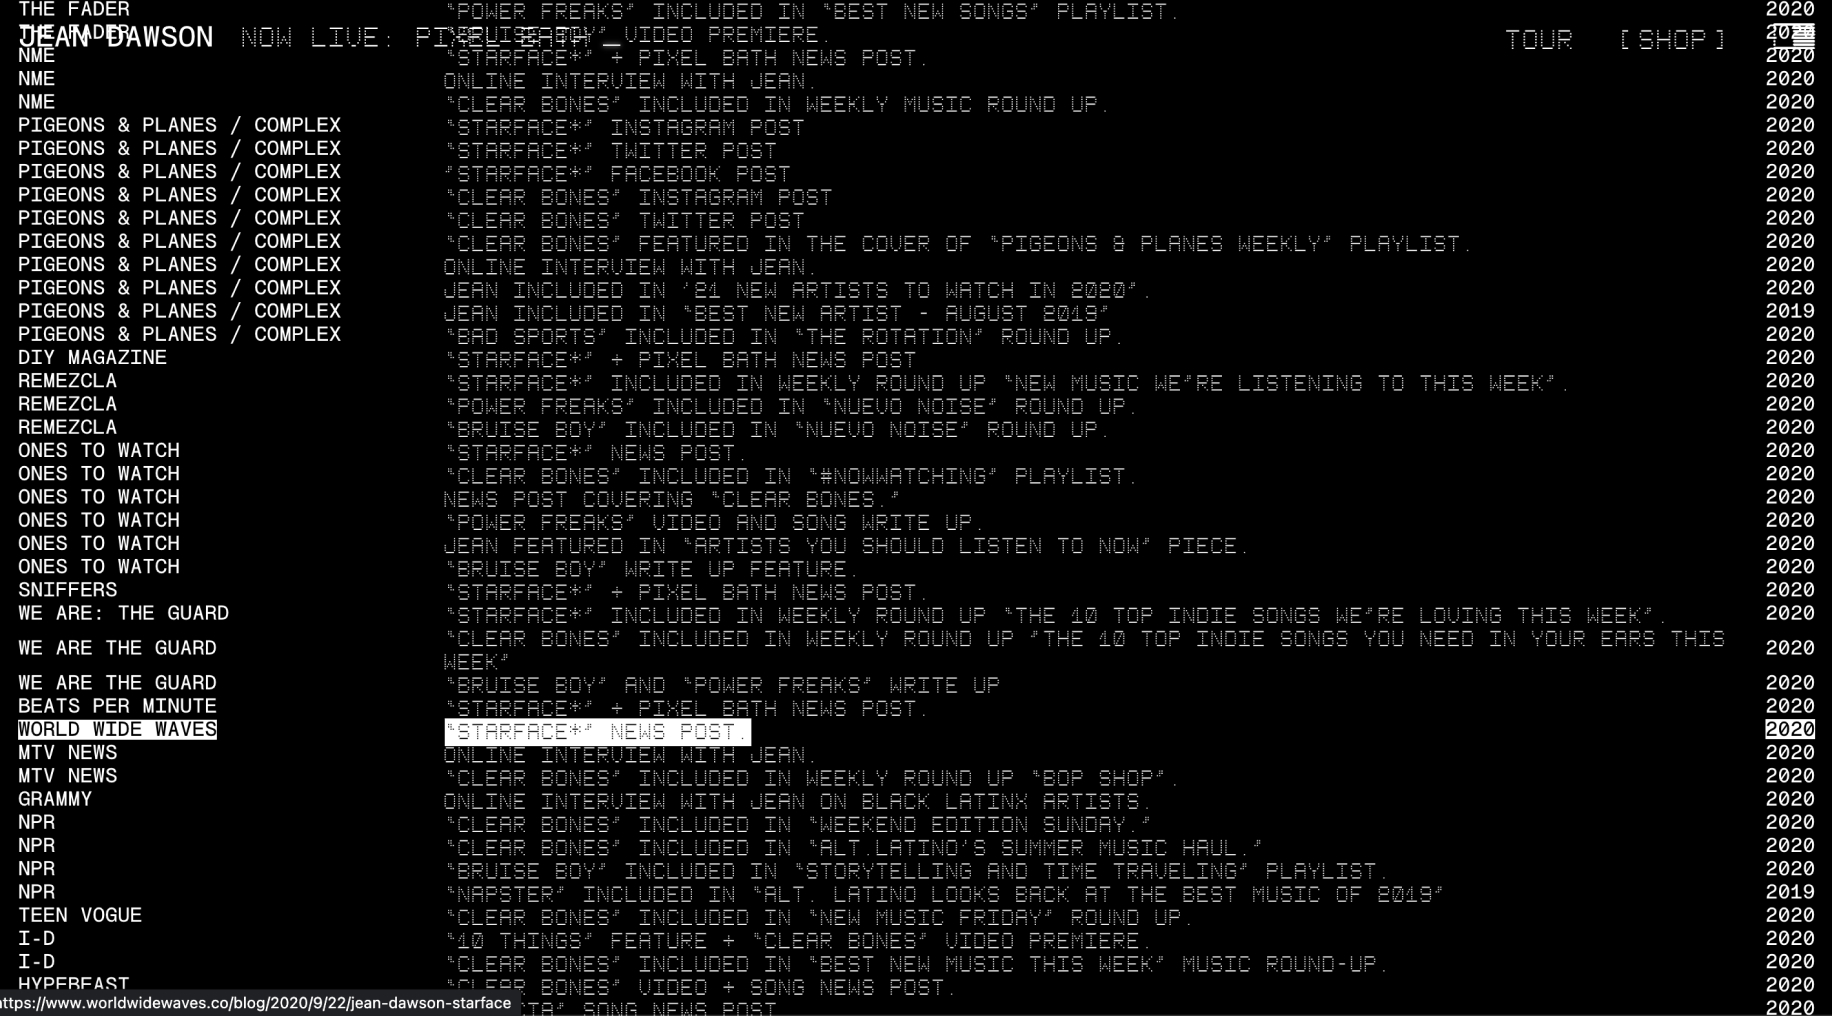 THE FADER "POWER FREAKS" INCLUDED IN "BEST NEW SONGS" PLAYLIST. 2020
THE FADER "BRUISE BOY" VIDEO PREMIERE. 2020
JEAN DAWSON NOW LIVE: PIXEL BATH _ TOUR [SHOP]
NME "STARFACE*" + PIXEL BATH NEWS POST. 2020
NME ONLINE INTERVIEW WITH JEAN. 2020
NME "CLEAR BONES" INCLUDED IN WEEKLY MUSIC ROUND UP. 2020
PIGEONS & PLANES / COMPLEX "STARFACE*" INSTAGRAM POST 2020
PIGEONS & PLANES / COMPLEX "STARFACE*" TWITTER POST 2020
PIGEONS & PLANES / COMPLEX "STARFACE*" FACEBOOK POST 2020
PIGEONS & PLANES / COMPLEX "CLEAR BONES" INSTAGRAM POST 2020
PIGEONS & PLANES / COMPLEX "CLEAR BONES" TWITTER POST 2020
PIGEONS & PLANES / COMPLEX "CLEAR BONES" FEATURED IN THE COVER OF "PIGEONS & PLANES WEEKLY" PLAYLIST. 2020
PIGEONS & PLANES / COMPLEX ONLINE INTERVIEW WITH JEAN. 2020
PIGEONS & PLANES / COMPLEX JEAN INCLUDED IN '21 NEW ARTISTS TO WATCH IN 2020". 2020
PIGEONS & PLANES / COMPLEX JEAN INCLUDED IN "BEST NEW ARTIST - AUGUST 2019" 2019
PIGEONS & PLANES / COMPLEX "BAD SPORTS" INCLUDED IN "THE ROTATION" ROUND UP. 2020
DIY MAGAZINE "STARFACE*" + PIXEL BATH NEWS POST 2020
REMEZCLA "STARFACE*" INCLUDED IN WEEKLY ROUND UP "NEW MUSIC WE"RE LISTENING TO THIS WEEK". 2020
REMEZCLA "POWER FREAKS" INCLUDED IN "NUEVO NOISE" ROUND UP. 2020
REMEZCLA "BRUISE BOY" INCLUDED IN "NUEVO NOISE" ROUND UP. 2020
ONES TO WATCH "STARFACE*" NEWS POST. 2020
ONES TO WATCH "CLEAR BONES" INCLUDED IN "#NOWWATCHING" PLAYLIST. 2020
ONES TO WATCH NEWS POST COVERING "CLEAR BONES." 2020
ONES TO WATCH "POWER FREAKS" VIDEO AND SONG WRITE UP. 2020
ONES TO WATCH JEAN FEATURED IN "ARTISTS YOU SHOULD LISTEN TO NOW" PIECE. 2020
ONES TO WATCH "BRUISE BOY" WRITE UP FEATURE. 2020
SNIFFERS "STARFACE*" + PIXEL BATH NEWS POST. 2020
WE ARE: THE GUARD "STARFACE*" INCLUDED IN WEEKLY ROUND UP "THE 10 TOP INDIE SONGS WE"RE LOVING THIS WEEK". 2020
WE ARE THE GUARD "CLEAR BONES" INCLUDED IN WEEKLY ROUND UP "THE 10 TOP INDIE SONGS YOU NEED IN YOUR EARS THIS 2020
WEEK"
WE ARE THE GUARD "BRUISE BOY" AND "POWER FREAKS" WRITE UP 2020
BEATS PER MINUTE "STARFACE*" + PIXEL BATH NEWS POST. 2020
WORLD WIDE WAVES "STARFACE*" NEWS POST. 2020
MTV NEWS ONLINE INTERVIEW WITH JEAN. 2020
MTV NEWS "CLEAR BONES" INCLUDED IN WEEKLY ROUND UP "BOP SHOP". 2020
GRAMMY ONLINE INTERVIEW WITH JEAN ON BLACK LATINX ARTISTS. 2020
NPR "CLEAR BONES" INCLUDED IN "WEEKEND EDITION SUNDAY." 2020
NPR "CLEAR BONES" INCLUDED IN "ALT.LATINO'S SUMMER MUSIC HAUL." 2020
NPR "BRUISE BOY" INCLUDED IN "STORYTELLING AND TIME TRAVELING" PLAYLIST. 2020
NPR "NAPSTER" INCLUDED IN "ALT. LATINO LOOKS BACK AT THE BEST MUSIC OF 2019" 2019
TEEN VOGUE "CLEAR BONES" INCLUDED IN "NEW MUSIC FRIDAY" ROUND UP. 2020
I-D "10 THINGS" FEATURE + "CLEAR BONES" VIDEO PREMIERE. 2020
I-D "CLEAR BONES" INCLUDED IN "BEST NEW MUSIC THIS WEEK" MUSIC ROUND-UP. 2020
HYPEBEAST "CLEAR BONES" VIDEO + SONG NEWS POST. 2020
ttps://www.worldwidewaves.co/blog/2020/9/22/jean-dawson-starface
SONG NEWS POST 2020